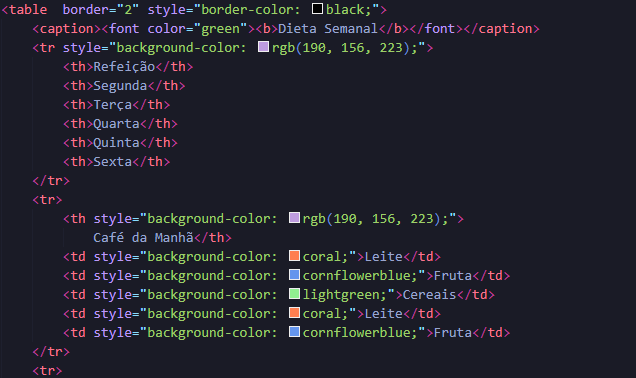 <table  border="2" style="border-color: black;">
<caption><font color="green"><b>Dieta Semanal</b></font></caption>
<tr style="background-color: rgb(190, 156, 223);">
<th>Refeição</th>
<th>Segunda</th>
<th>Terça</th>
<th>Quarta</th>
<th>Quinta</th>
<th>Sexta</th>
</tr>
<tr>
<th style="background-color: rgb(190, 156, 223);">
Café da Manhã</th>
<td style="background-color: coral;">Leite</td>
<td style="background-color: cornflowerblue;">Fruta</td>
<td style="background-color: lightgreen;">Cereais</td>
<td style="background-color: coral;">Leite</td>
<td style="background-color: cornflowerblue;">Fruta</td>
</tr>
<tr>